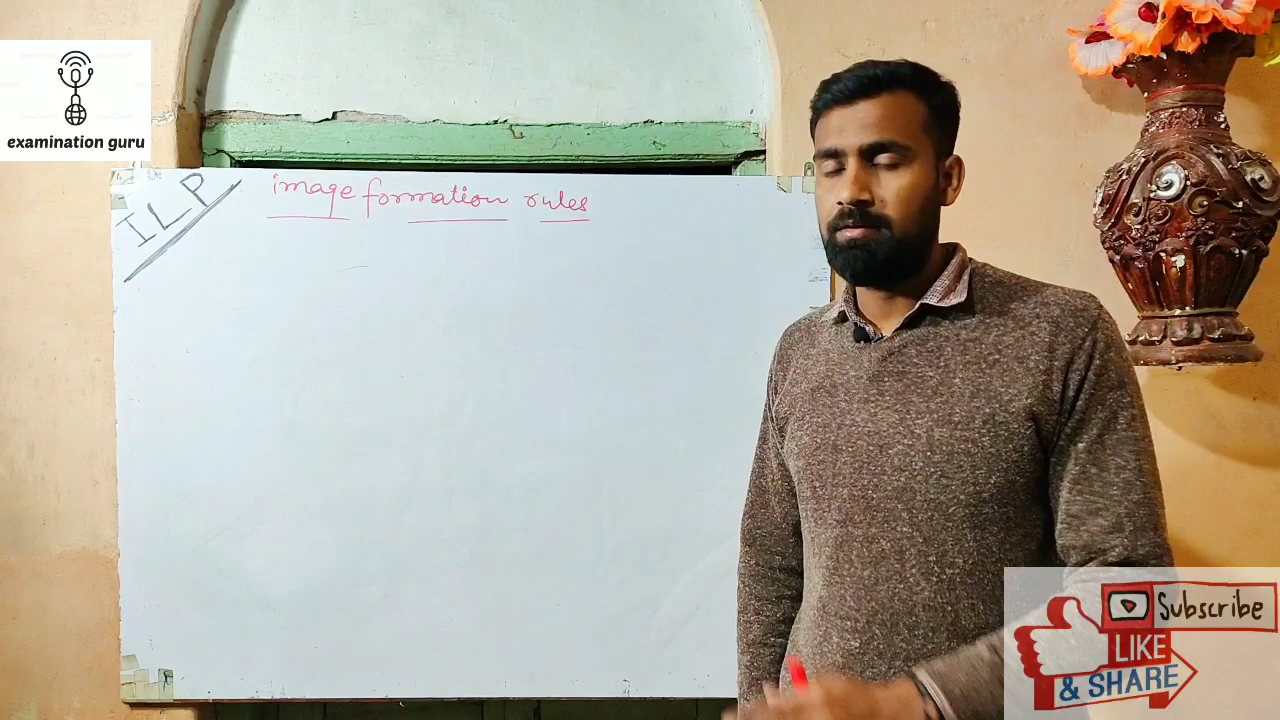 examination guru
ILP
image formation rules
Subscribe
LIKE
& SHARE